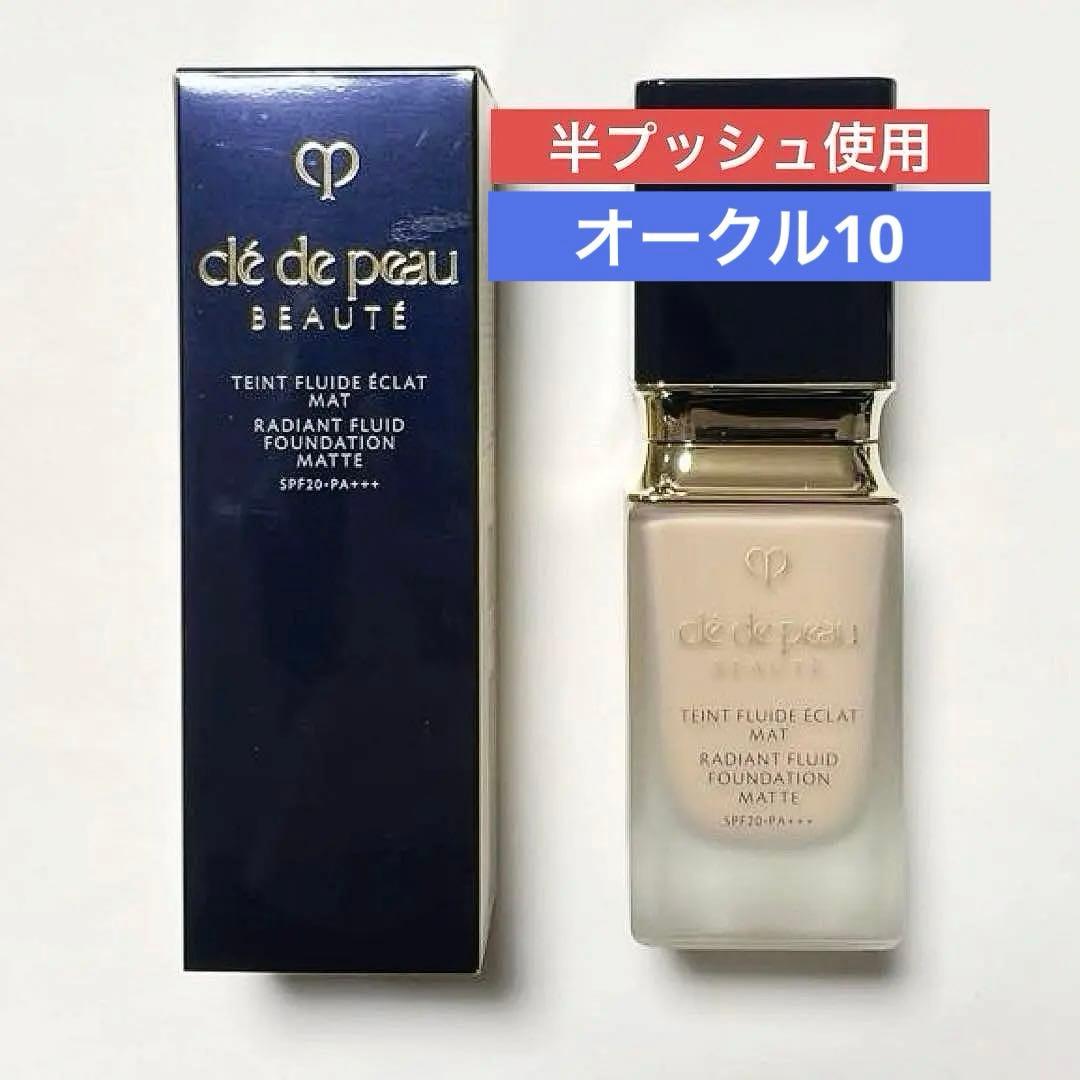 clé de peau
BEAUTÉ
TEINT FLUIDE ÉCLAT
MAT
RADIANT FLUID
FOUNDATION
MATTE
SPF20・PA+++
半プッシュ使用
オークル10
clé de peau
BEAUTÉ
TEINT FLUIDE ÉCLAT
MAT
RADIANT FLUID
FOUNDATION
MATTE
SPF20・PA+++